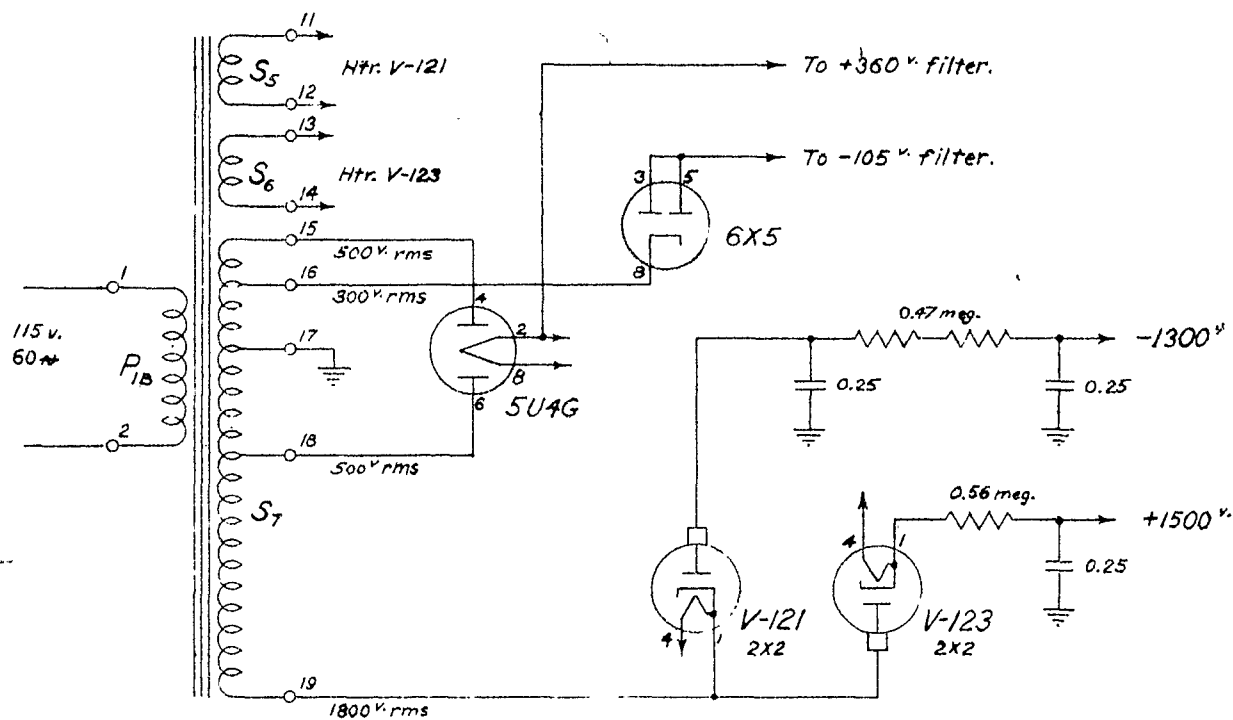 11
S5
Htr. V-121
12
13
S6
Htr. V-123
14
15
500 v. rms
16
300 v. rms
17
18
500 v rms
S7
19
1800 v. rms
1
115 v.
60 ~
P1B
2
To +360 v. filter.
To -105 v. filter.
3 5
6X5
8
4
2
8
6
5U4G
0.47 meg.
-1300 v
0.25
0.25
0.56 meg.
+1500 v.
4 1
0.25
V-121
2X2
4 1
V-123
2X2